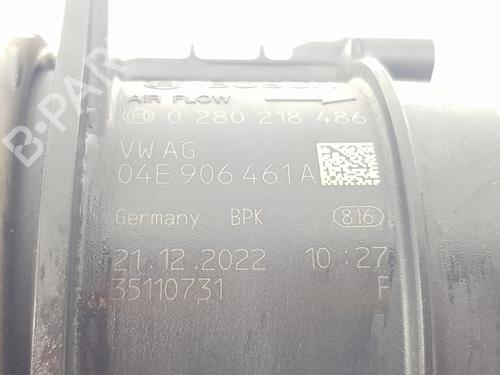 BOSCH
AIR FLOW
0 280 218 486
VW AG
04E 906 461 A
Germany BPK 816
21.12.2022 10:27
35110731 F